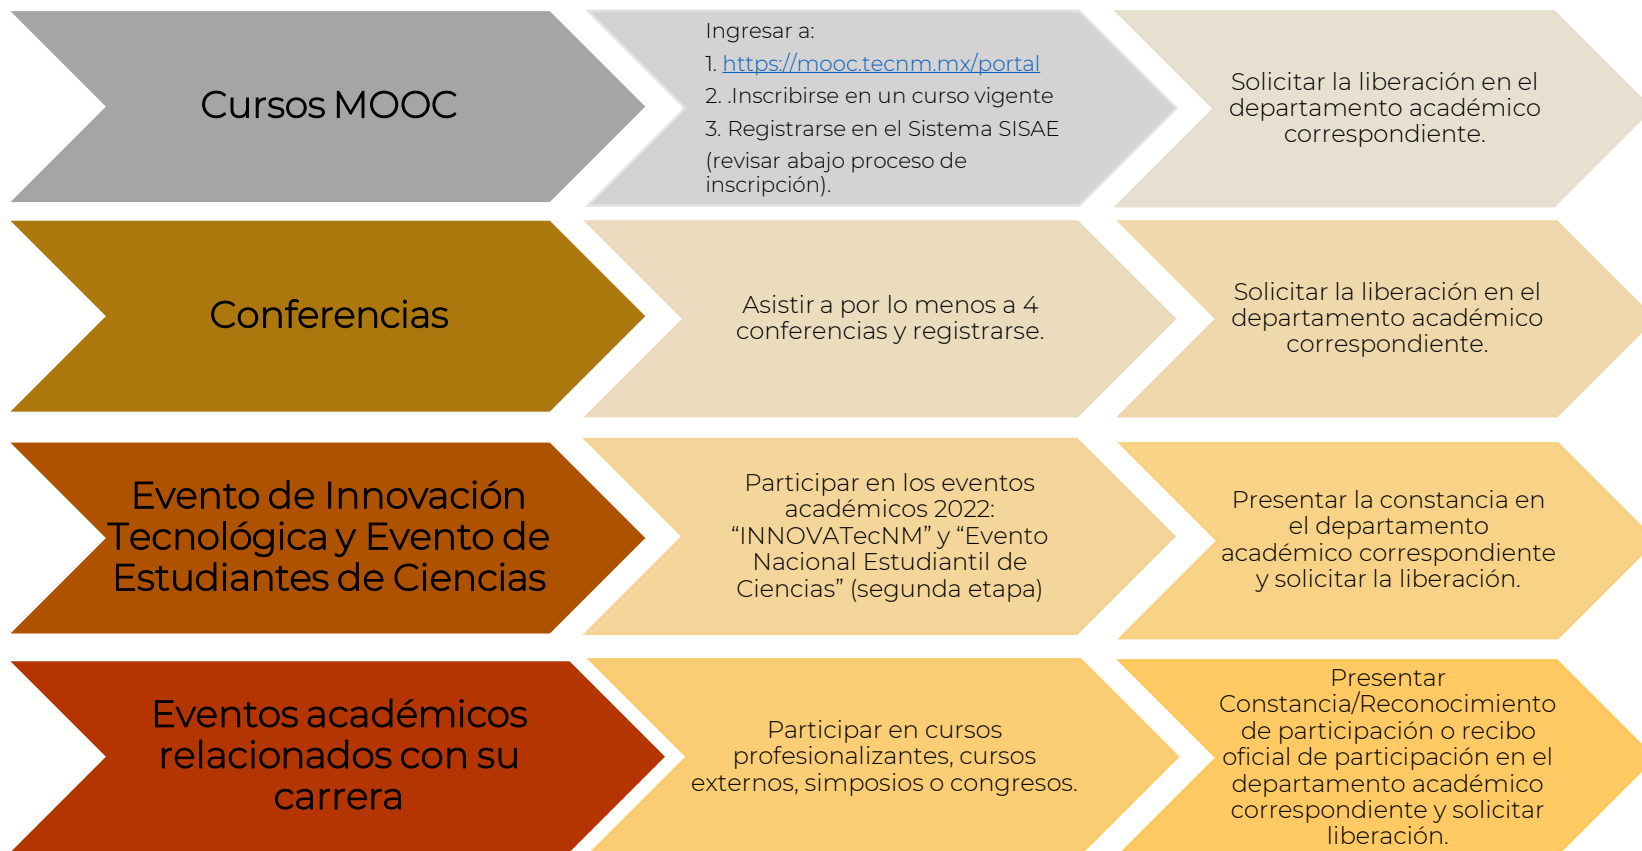 Cursos MOOC
Ingresar a:
1. https://mooc.tecnm.mx/portal
2. .Inscribirse en un curso vigente
3. Registrarse en el Sistema SISAE
(revisar abajo proceso de
inscripción).
Solicitar la liberación en el
departamento académico
correspondiente.
Conferencias
Asistir a por lo menos a 4
conferencias y registrarse.
Solicitar la liberación en el
departamento académico
correspondiente.
Evento de Innovación
Tecnológica y Evento de
Estudiantes de Ciencias
Participar en los eventos
académicos 2022:
“INNOVATecNM” y “Evento
Nacional Estudiantil de
Ciencias” (segunda etapa)
Presentar la constancia en
el departamento
académico correspondiente
y solicitar la liberación.
Eventos académicos
relacionados con su
carrera
Participar en cursos
profesionalizantes, cursos
externos, simposios o congresos.
Presentar
Constancia/Reconocimiento
de participación o recibo
oficial de participación en el
departamento académico
correspondiente y solicitar
liberación.